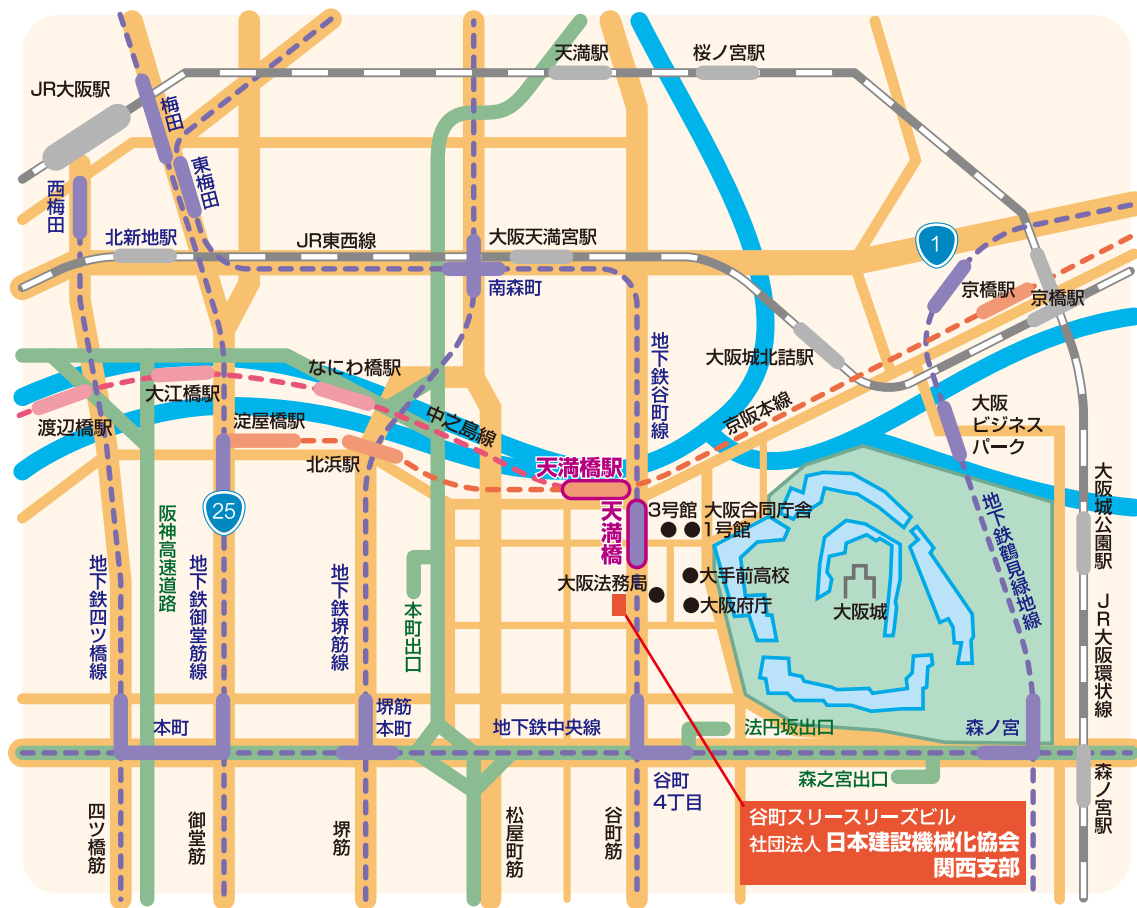 天満駅
桜ノ宮駅
JR大阪駅
梅田
東梅田
西梅田
北新地駅
JR東西線
大阪天満宮駅
1
南森町
京橋駅
京橋駅
地下鉄谷町線
大阪城北詰駅
なにわ橋駅
大江橋駅
渡辺橋駅
淀屋橋駅
中之島線
京阪本線
北浜駅
大阪
ビジネス
パーク
天満橋駅
天満橋
25
3号館
大阪合同庁舎
1号館
大阪城公園駅
阪神高速道路
地下鉄四ツ橋線
地下鉄御堂筋線
地下鉄堺筋線
本町出口
大阪法務局
大手前高校
大阪府庁
大阪城
地下鉄鶴見緑地線
JR大阪環状線
本町
堺筋
本町
地下鉄中央線
法円坂出口
森ノ宮
谷町
4丁目
森之宮出口
森ノ宮駅
四ツ橋筋
御堂筋
堺筋
松屋町筋
谷町筋
谷町スリースリーズビル
社団法人 日本建設機械化協会
関西支部